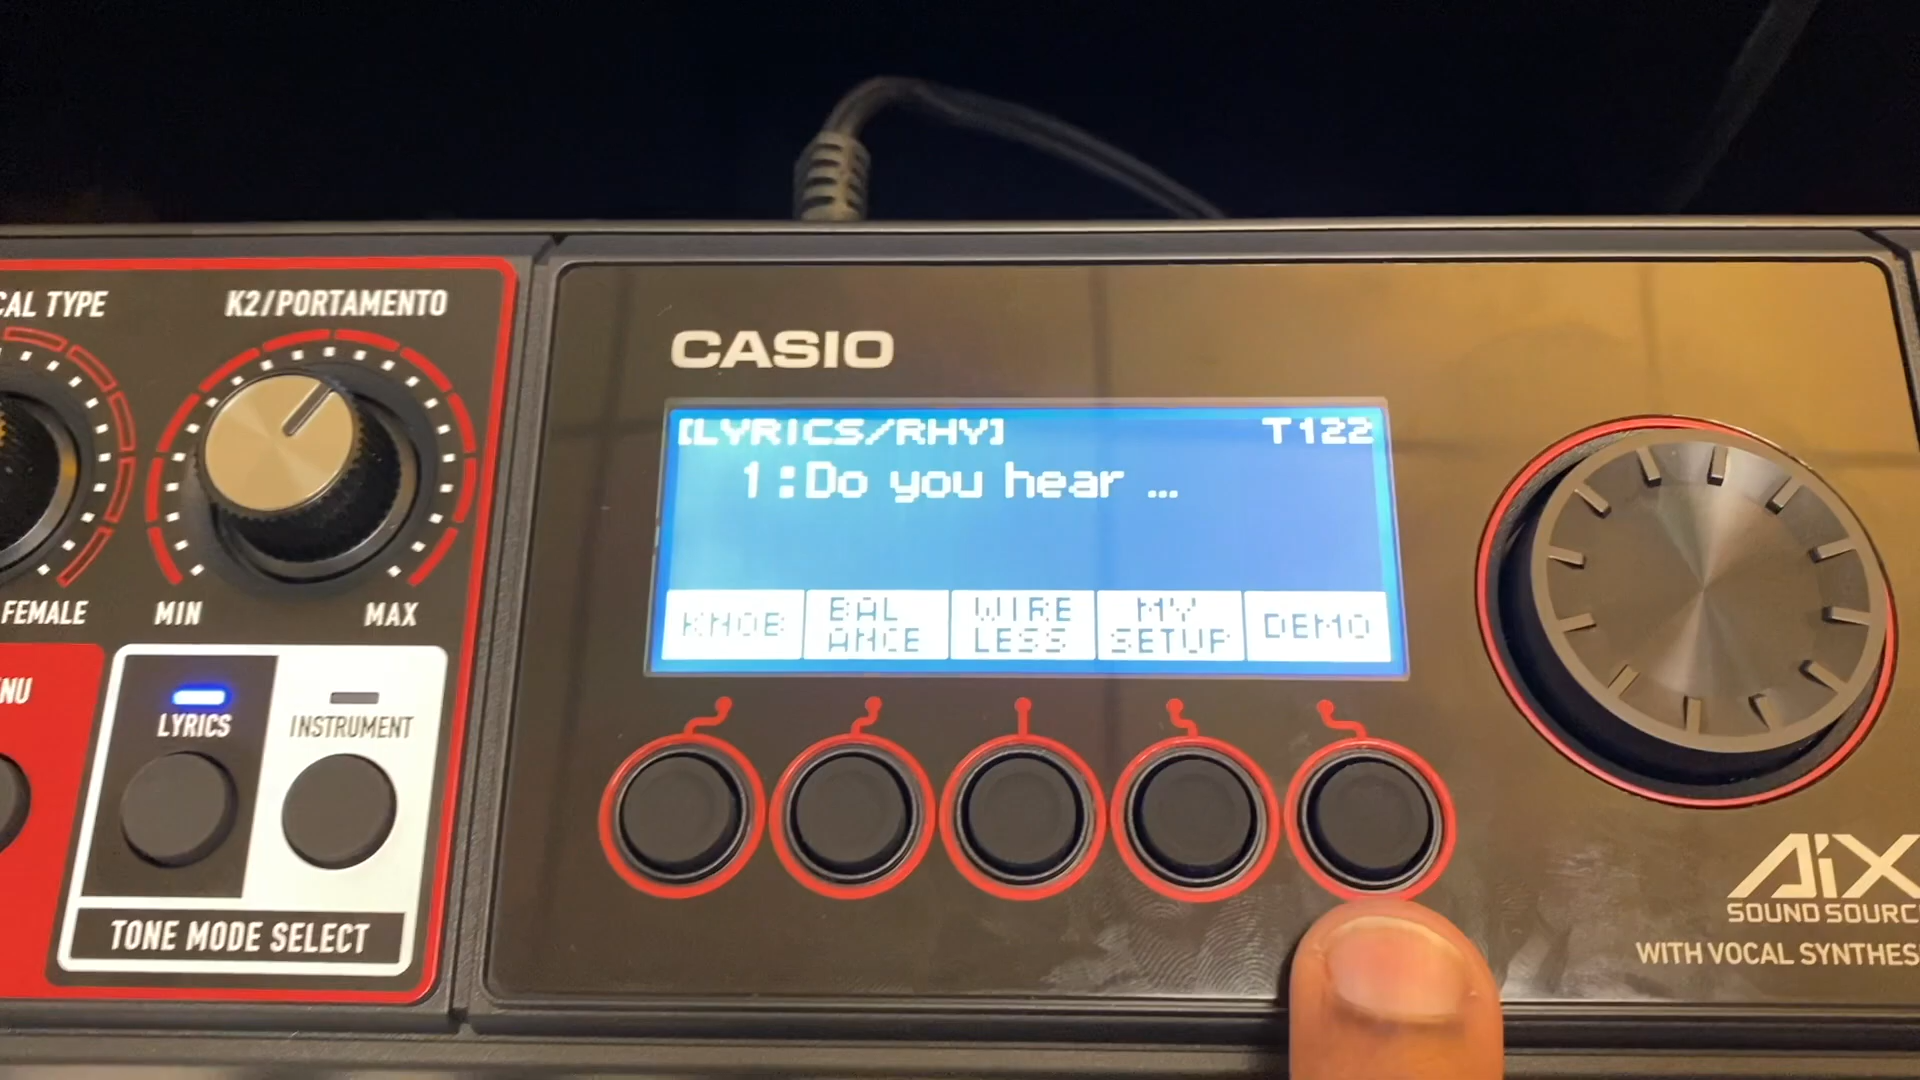 CAL TYPE
K2/PORTAMENTO
FEMALE
MIN
MAX
NU
LYRICS
INSTRUMENT
TONE MODE SELECT
CASIO
[LYRICS/RHY] T122
1:Do you hear ...
KNOB
BAL
ANCE
WIRE
LESS
MY
SETUP
DEMO
AiX
SOUND SOURC
WITH VOCAL SYNTHES